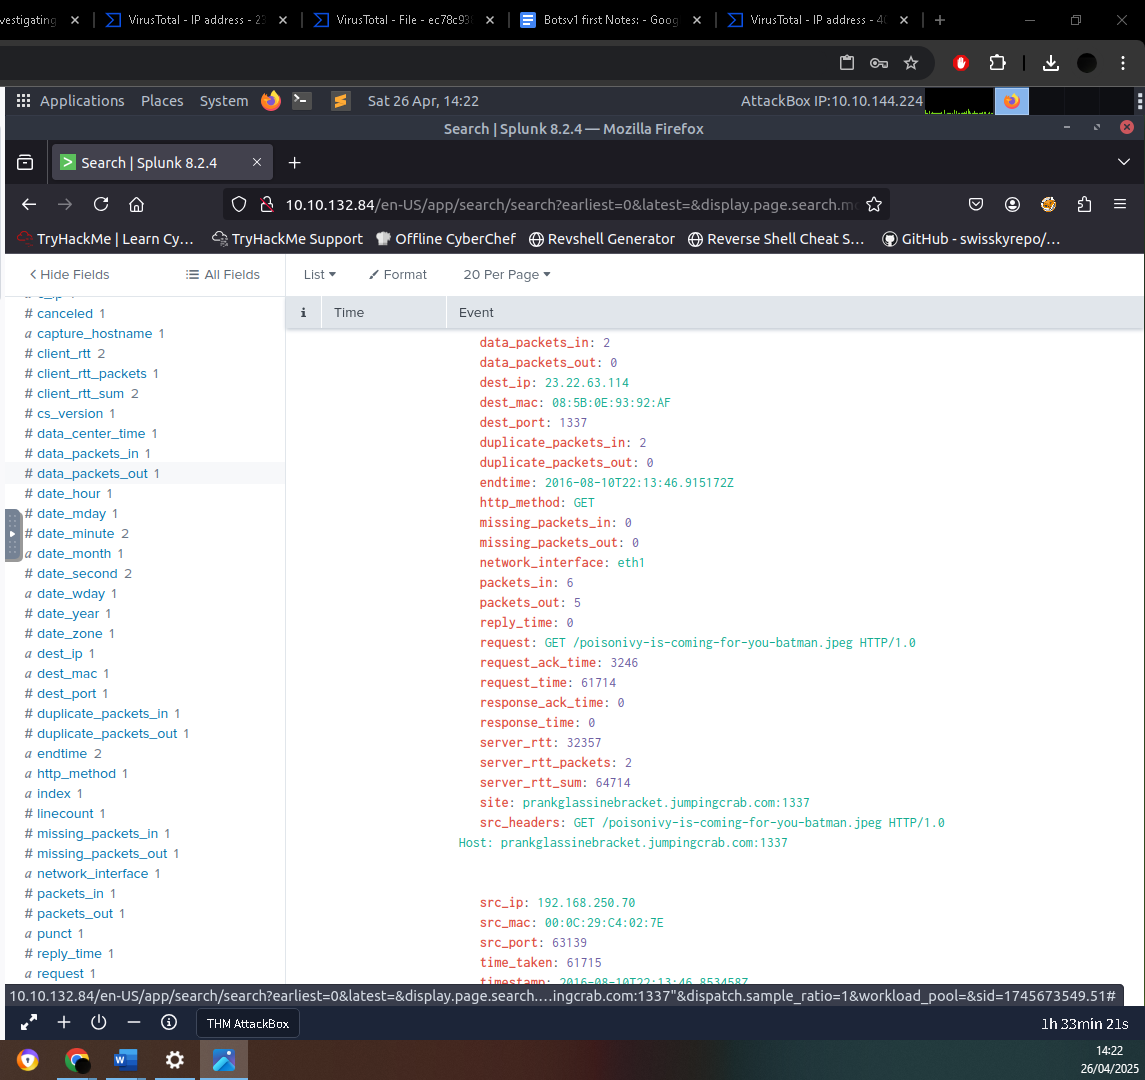 vestigating
VirusTotal - IP address - 23
VirusTotal - File - ec78c938
Botsv1 first Notes: - Goog
VirusTotal - IP address - 40
Applications Places System Sat 26 Apr, 14:22 AttackBox IP:10.10.144.224
Search | Splunk 8.2.4 — Mozilla Firefox
Search | Splunk 8.2.4
10.10.132.84/en-US/app/search/search?earliest=0&latest=&display.page.search.mo
TryHackMe | Learn Cy… TryHackMe Support Offline CyberChef Revshell Generator Reverse Shell Cheat S… GitHub - swisskyrepo/…
Hide Fields All Fields
List Format 20 Per Page
i Time Event
c_ip 1
# canceled 1
a capture_hostname 1
# client_rtt 2
# client_rtt_packets 1
# client_rtt_sum 2
# cs_version 1
# data_center_time 1
# data_packets_in 1
# data_packets_out 1
# date_hour 1
# date_mday 1
# date_minute 2
a date_month 1
# date_second 2
a date_wday 1
# date_year 1
# date_zone 1
a dest_ip 1
a dest_mac 1
# dest_port 1
# duplicate_packets_in 1
# duplicate_packets_out 1
# endtime 2
a http_method 1
a index 1
# linecount 1
# missing_packets_in 1
# missing_packets_out 1
a network_interface 1
# packets_in 1
# packets_out 1
a punct 1
# reply_time 1
a request 1
data_packets_in: 2
data_packets_out: 0
dest_ip: 23.22.63.114
dest_mac: 08:5B:0E:93:92:AF
dest_port: 1337
duplicate_packets_in: 2
duplicate_packets_out: 0
endtime: 2016-08-10T22:13:46.915172Z
http_method: GET
missing_packets_in: 0
missing_packets_out: 0
network_interface: eth1
packets_in: 6
packets_out: 5
reply_time: 0
request: GET /poisonivy-is-coming-for-you-batman.jpeg HTTP/1.0
request_ack_time: 3246
request_time: 61714
response_ack_time: 0
response_time: 0
server_rtt: 32357
server_rtt_packets: 2
server_rtt_sum: 64714
site: prankglassinebracket.jumpingcrab.com:1337
src_headers: GET /poisonivy-is-coming-for-you-batman.jpeg HTTP/1.0
Host: prankglassinebracket.jumpingcrab.com:1337
src_ip: 192.168.250.70
src_mac: 00:0C:29:C4:02:7E
src_port: 63139
time_taken: 61715
timestamp: 2016-08-10T22:13:46.853458Z
10.10.132.84/en-US/app/search/search?earliest=0&latest=&display.page.search.…ingcrab.com:1337"&dispatch.sample_ratio=1&workload_pool=&sid=1745673549.51#
THM AttackBox
1h 33min 21s
14:22
26/04/2025